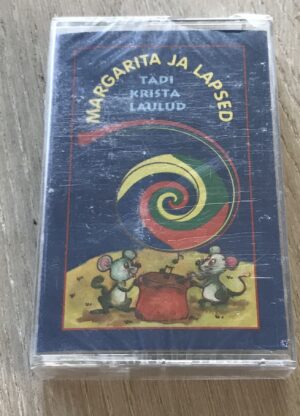 MARGARITA JA LAPSED
TÄDI
KRISTA
LAULUD